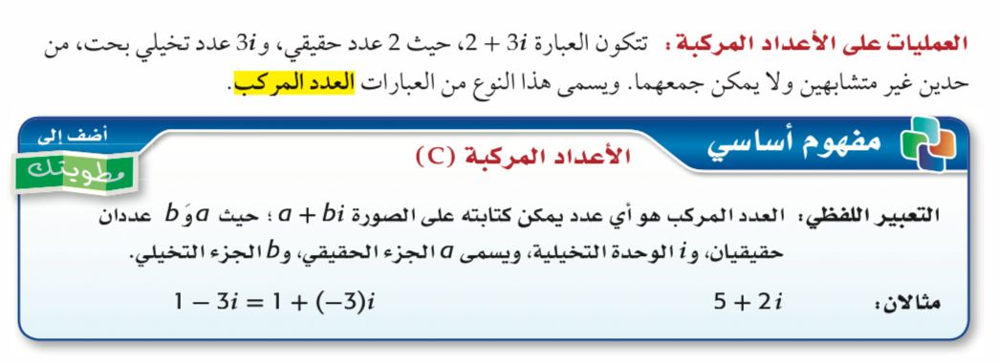 العمليات على الأعداد المركبة : تتكون العبارة 2 + 3i، حيث 2 عدد حقيقي، و 3i عدد تخيلي بحت، من
حدين غير متشابهين ولا يمكن جمعهما. ويسمى هذا النوع من العبارات العدد المركب.
مفهوم أساسي
الأعداد المركبة (C)
أضف إلى
مطويتك
التعبير اللفظي: العدد المركب هو أي عدد يمكن كتابته على الصورة a + bi ؛ حيث a وَ b عددان
حقيقيان، و i الوحدة التخيلية، ويسمى a الجزء الحقيقي، و b الجزء التخيلي.
مثالان: 5 + 2i 1 − 3i = 1 + (−3)i